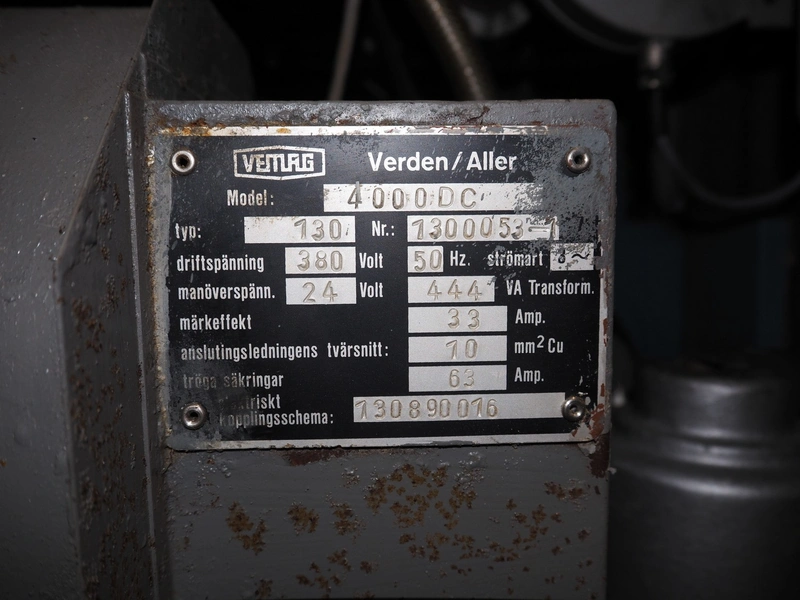 VEMAG Verden/Aller
Model: 4000DC
typ: 130 Nr.: 1300053-1
driftspänning 380 Volt 50 Hz. strömart 3~
manöverspänn. 24 Volt 444 VA Transform.
märkeffekt 33 Amp.
anslutingsledningens tvärsnitt: 10 mm² Cu
tröga säkringar 63 Amp.
kopplingsschema: 130890016